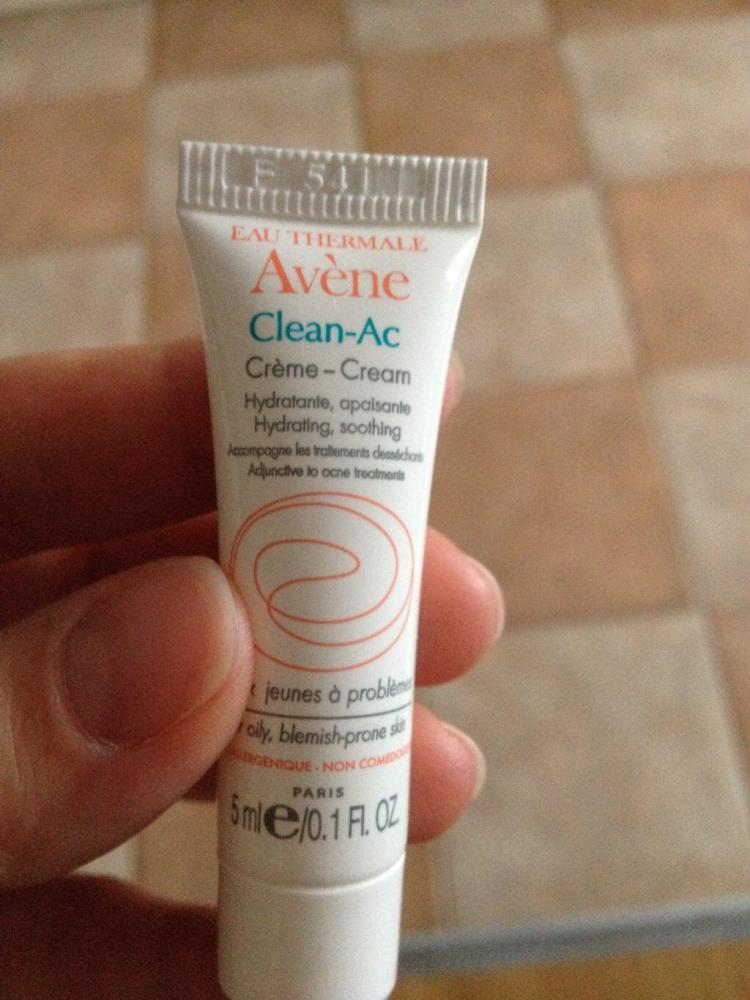 F 541
EAU THERMALE
Avène
Clean-Ac
Crème – Cream
Hydratante, apaisante
Hydrating, soothing
Accompagne les traitements desséchants
Adjunctive to acne treatments
jeunes à problèmes
oily, blemish-prone skin
NON COMEDO
PARIS
5 ml e/0.1 Fl. OZ.